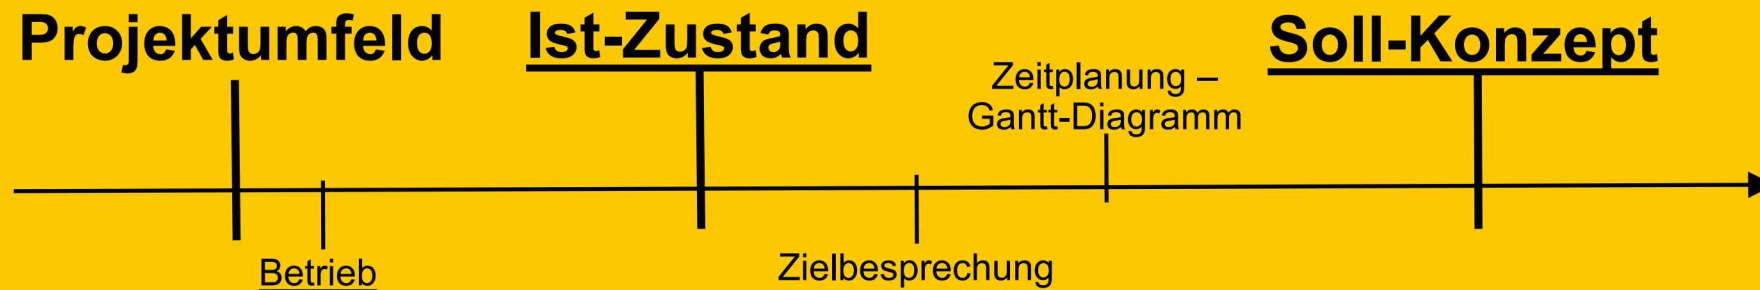 Projektumfeld
Ist-Zustand
Soll-Konzept
Zeitplanung –
Gantt-Diagramm
Betrieb
Zielbesprechung